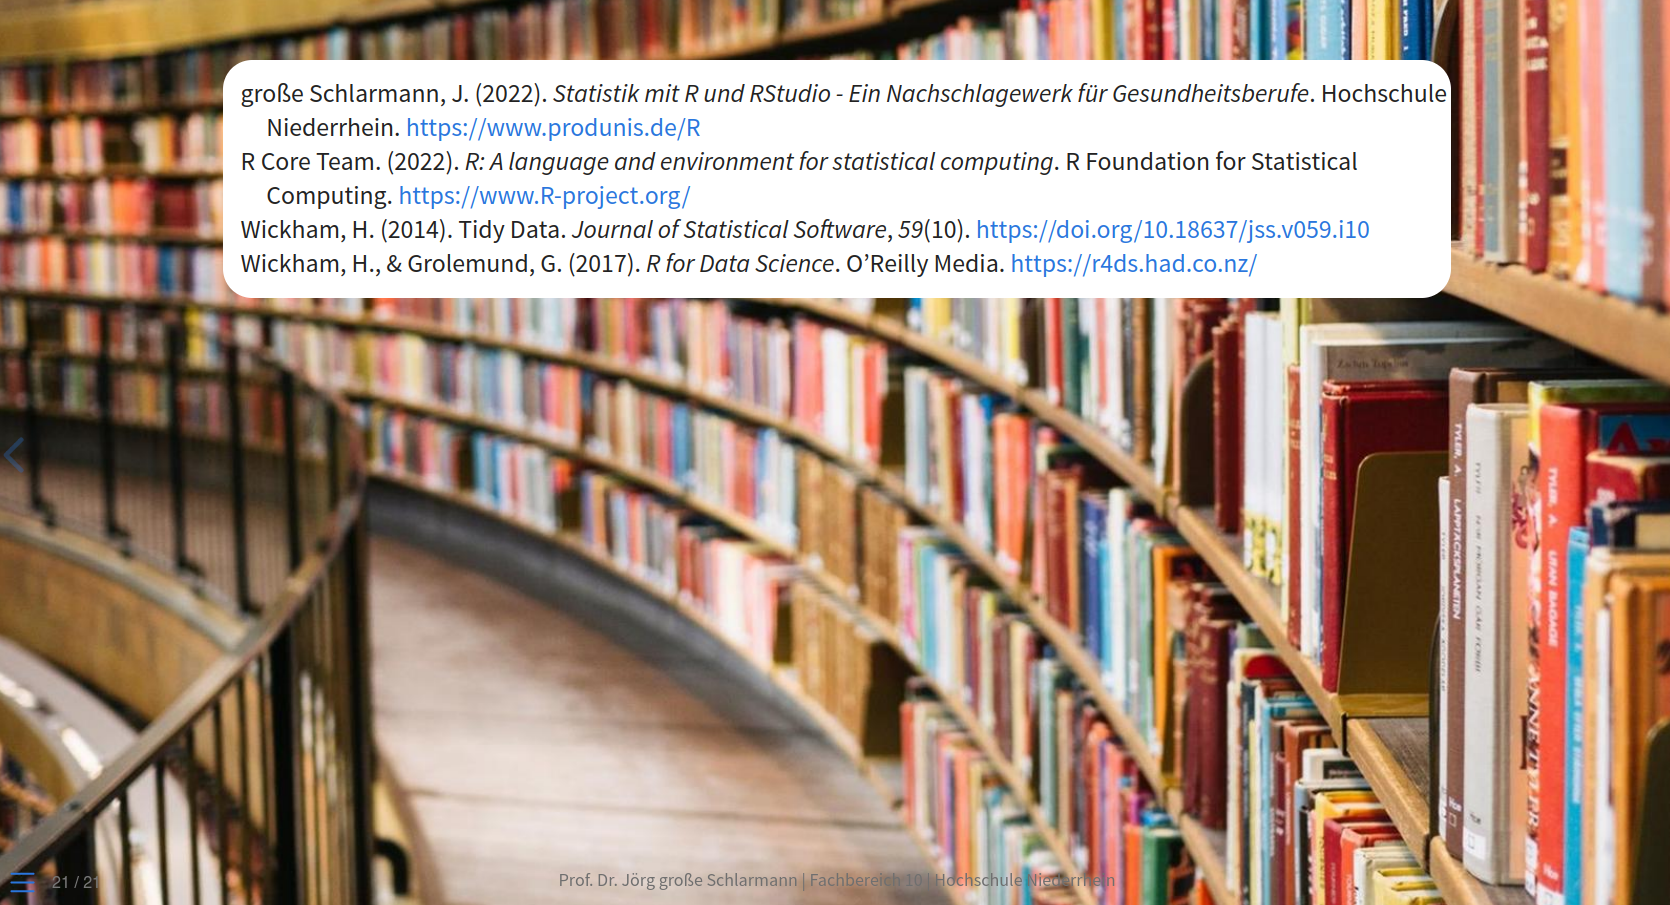 große Schlarmann, J. (2022). Statistik mit R und RStudio - Ein Nachschlagewerk für Gesundheitsberufe. Hochschule
Niederrhein. https://www.produnis.de/R
R Core Team. (2022). R: A language and environment for statistical computing. R Foundation for Statistical
Computing. https://www.R-project.org/
Wickham, H. (2014). Tidy Data. Journal of Statistical Software, 59(10). https://doi.org/10.18637/jss.v059.i10
Wickham, H., & Grolemund, G. (2017). R for Data Science. O’Reilly Media. https://r4ds.had.co.nz/
TYLER, A
TYLER, A
21 / 21
Prof. Dr. Jörg große Schlarmann | Fachbereich 10 | Hochschule Niederrhein